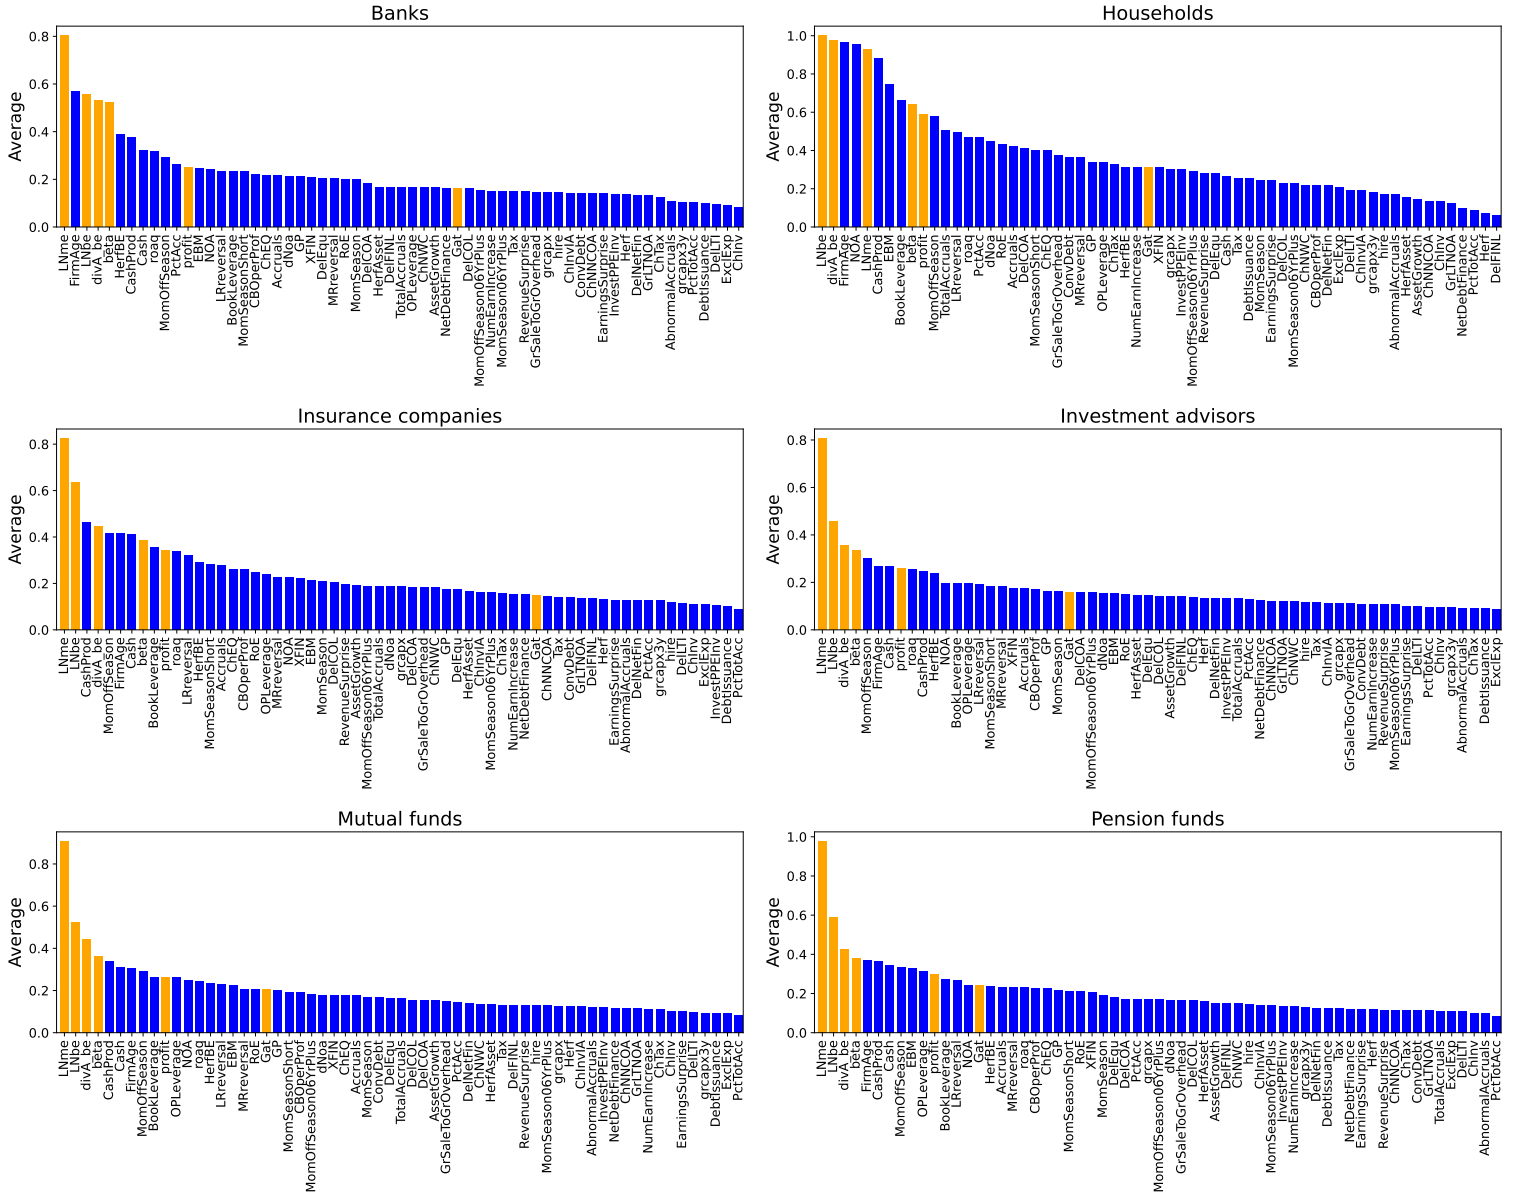 Banks
Average
0.8
0.6
0.4
0.2
0.0
LNme FirmAge LNbe divA_be beta HerfBE CashProd Cash roaq MomOffSeason PctAcc profit EBM NOA LRreversal BookLeverage MomSeasonShort CBOperProf ChEQ Accruals dNoa GP XFIN DelEqu MRreversal RoE MomSeason DelCOA HerfAsset DelFINL TotalAccruals OPLeverage ChNWC AssetGrowth NetDebtFinance Gat DelCOL MomOffSeason06YrPlus NumEarnIncrease MomSeason06YrPlus Tax RevenueSurprise GrSaleToGrOverhead grcapx hire ChInvIA ConvDebt ChNNCOA EarningsSurprise InvestPPEInv Herf DelNetFin GrLTNOA ChTax AbnormalAccruals grcapx3y PctTotAcc DebtIssuance DelLTI ExclExp ChInv
Households
Average
1.0
0.8
0.6
0.4
0.2
0.0
LNbe divA_be FirmAge NOA LNme CashProd EBM BookLeverage beta profit MomOffSeason TotalAccruals LRreversal roaq PctAcc dNoa RoE Accruals DelCOA MomSeasonShort ChEQ GrSaleToGrOverhead ConvDebt MRreversal GP OPLeverage ChTax HerfBE NumEarnIncrease Gat XFIN grcapx InvestPPEInv MomOffSeason06YrPlus RevenueSurprise DelEqu Cash Tax DebtIssuance MomSeason EarningsSurprise DelCOL MomSeason06YrPlus ChNWC CBOperProf DelNetFin ExclExp DelLTI ChInvIA grcapx3y hire AbnormalAccruals HerfAsset AssetGrowth ChNNCOA ChInv GrLTNOA NetDebtFinance PctTotAcc Herf DelFINL
Insurance companies
Average
0.8
0.6
0.4
0.2
0.0
LNme LNbe CashProd divA_be MomOffSeason FirmAge Cash beta BookLeverage profit roaq LRreversal HerfBE MomSeasonShort Accruals ChEQ CBOperProf RoE OPLeverage MRreversal NOA XFIN EBM MomSeason DelCOL RevenueSurprise AssetGrowth MomOffSeason06YrPlus TotalAccruals dNoa grcapx DelCOA GrSaleToGrOverhead ChNWC GP DelEqu HerfAsset ChInvIA MomSeason06YrPlus ChTax NumEarnIncrease NetDebtFinance Gat ChNNCOA Tax ConvDebt GrLTNOA DelFINL Herf EarningsSurprise AbnormalAccruals DelNetFin PctAcc grcapx3y hire DelLTI ChInv ExclExp InvestPPEInv DebtIssuance PctTotAcc
Investment advisors
Average
0.8
0.6
0.4
0.2
0.0
LNme LNbe divA_be beta MomOffSeason FirmAge Cash profit roaq CashProd HerfBE NOA BookLeverage OPLeverage LRreversal MomSeasonShort MRreversal XFIN Accruals CBOperProf GP MomSeason Gat DelCOA MomOffSeason06YrPlus dNoa EBM RoE HerfAsset DelEqu DelCOL AssetGrowth DelFINL ChEQ grcapx DelNetFin InvestPPEInv TotalAccruals PctAcc NetDebtFinance ChNNCOA GrLTNOA ChNWC hire Tax ChInvIA Herf GrSaleToGrOverhead ConvDebt NumEarnIncrease RevenueSurprise MomSeason06YrPlus EarningsSurprise DelLTI PctTotAcc ChInv grcapx3y AbnormalAccruals ChTax DebtIssuance ExclExp
Mutual funds
Average
0.8
0.6
0.4
0.2
0.0
LNme LNbe divA_be beta CashProd Cash FirmAge MomOffSeason BookLeverage profit OPLeverage NOA roaq HerfBE LRreversal EBM MRreversal RoE Gat GP MomSeasonShort CBOperProf MomOffSeason06YrPlus dNoa XFIN ChEQ Accruals MomSeason ConvDebt DelEqu TotalAccruals DelCOL DelCOA AssetGrowth GrSaleToGrOverhead PctAcc DelNetFin ChNWC HerfAsset Tax DelFINL RevenueSurprise hire MomSeason06YrPlus grcapx Herf ChInvIA AbnormalAccruals InvestPPEInv NetDebtFinance ChNNCOA GrLTNOA NumEarnIncrease ChTax ChInv EarningsSurprise DelLTI grcapx3y DebtIssuance ExclExp PctTotAcc
Pension funds
Average
1.0
0.8
0.6
0.4
0.2
0.0
LNme LNbe divA_be beta FirmAge CashProd Cash MomOffSeason EBM OPLeverage profit BookLeverage LRreversal NOA Gat HerfBE Accruals MRreversal roaq CBOperProf ChEQ GP MomSeasonShort RoE XFIN MomSeason DelEqu DelCOA PctAcc grcapx MomOffSeason06YrPlus dNoa GrSaleToGrOverhead DelCOL HerfAsset AssetGrowth DelFINL ChNWC hire ChInvIA MomSeason06YrPlus InvestPPEInv NumEarnIncrease grcapx3y DelNetFin DebtIssuance Tax NetDebtFinance EarningsSurprise Herf RevenueSurprise ChNNCOA ChTax ConvDebt GrLTNOA TotalAccruals ExclExp DelLTI ChInv AbnormalAccruals PctTotAcc